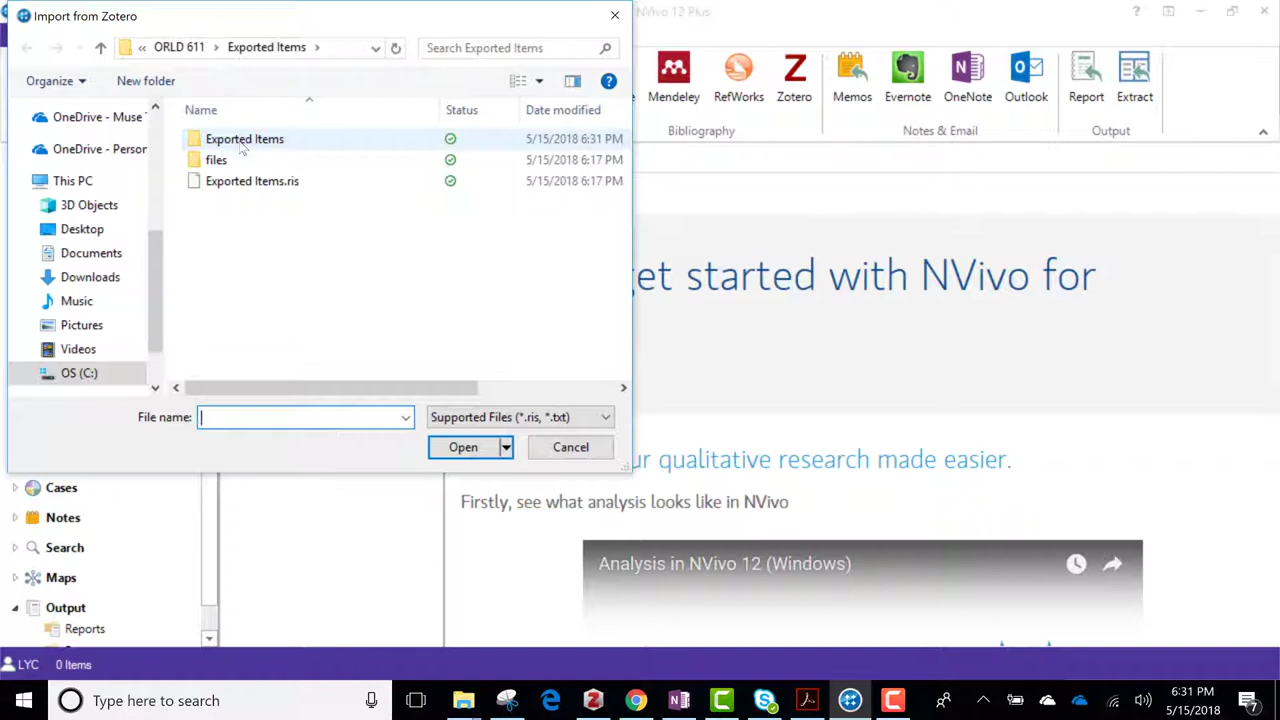 Import from Zotero
NVivo 12 Plus
« ORLD 611 > Exported Items >
Search Exported Items
Organize
New folder
Mendeley
RefWorks
Zotero
Memos
Evernote
OneNote
Outlook
Report
Extract
Bibliography
Notes & Email
Output
Name
Status
Date modified
OneDrive - Muse
OneDrive - Person
This PC
3D Objects
Desktop
Documents
Downloads
Music
Pictures
Videos
OS (C:)
Exported Items
5/15/2018 6:31 PM
files
5/15/2018 6:17 PM
Exported Items.ris
5/15/2018 6:17 PM
File name:
Supported Files (*.ris, *.txt)
Open
Cancel
get started with NVivo for
ur qualitative research made easier.
Firstly, see what analysis looks like in NVivo
Analysis in NVivo 12 (Windows)
Cases
Notes
Search
Maps
Output
Reports
LYC
0 Items
Type here to search
6:31 PM
5/15/2018
7